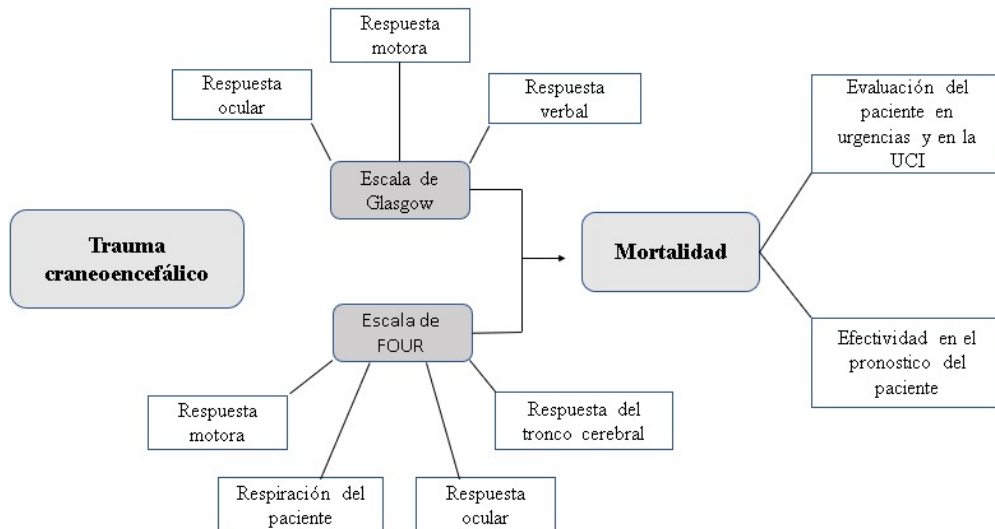 Respuesta
motora
Respuesta
ocular
Respuesta
verbal
Escala de
Glasgow
Trauma
craneoencefálico
Escala de
FOUR
Respuesta
motora
Respiración del
paciente
Respuesta
ocular
Respuesta del
tronco cerebral
Mortalidad
Evaluación del
paciente en
urgencias y en la
UCI
Efectividad en el
pronostico del
paciente